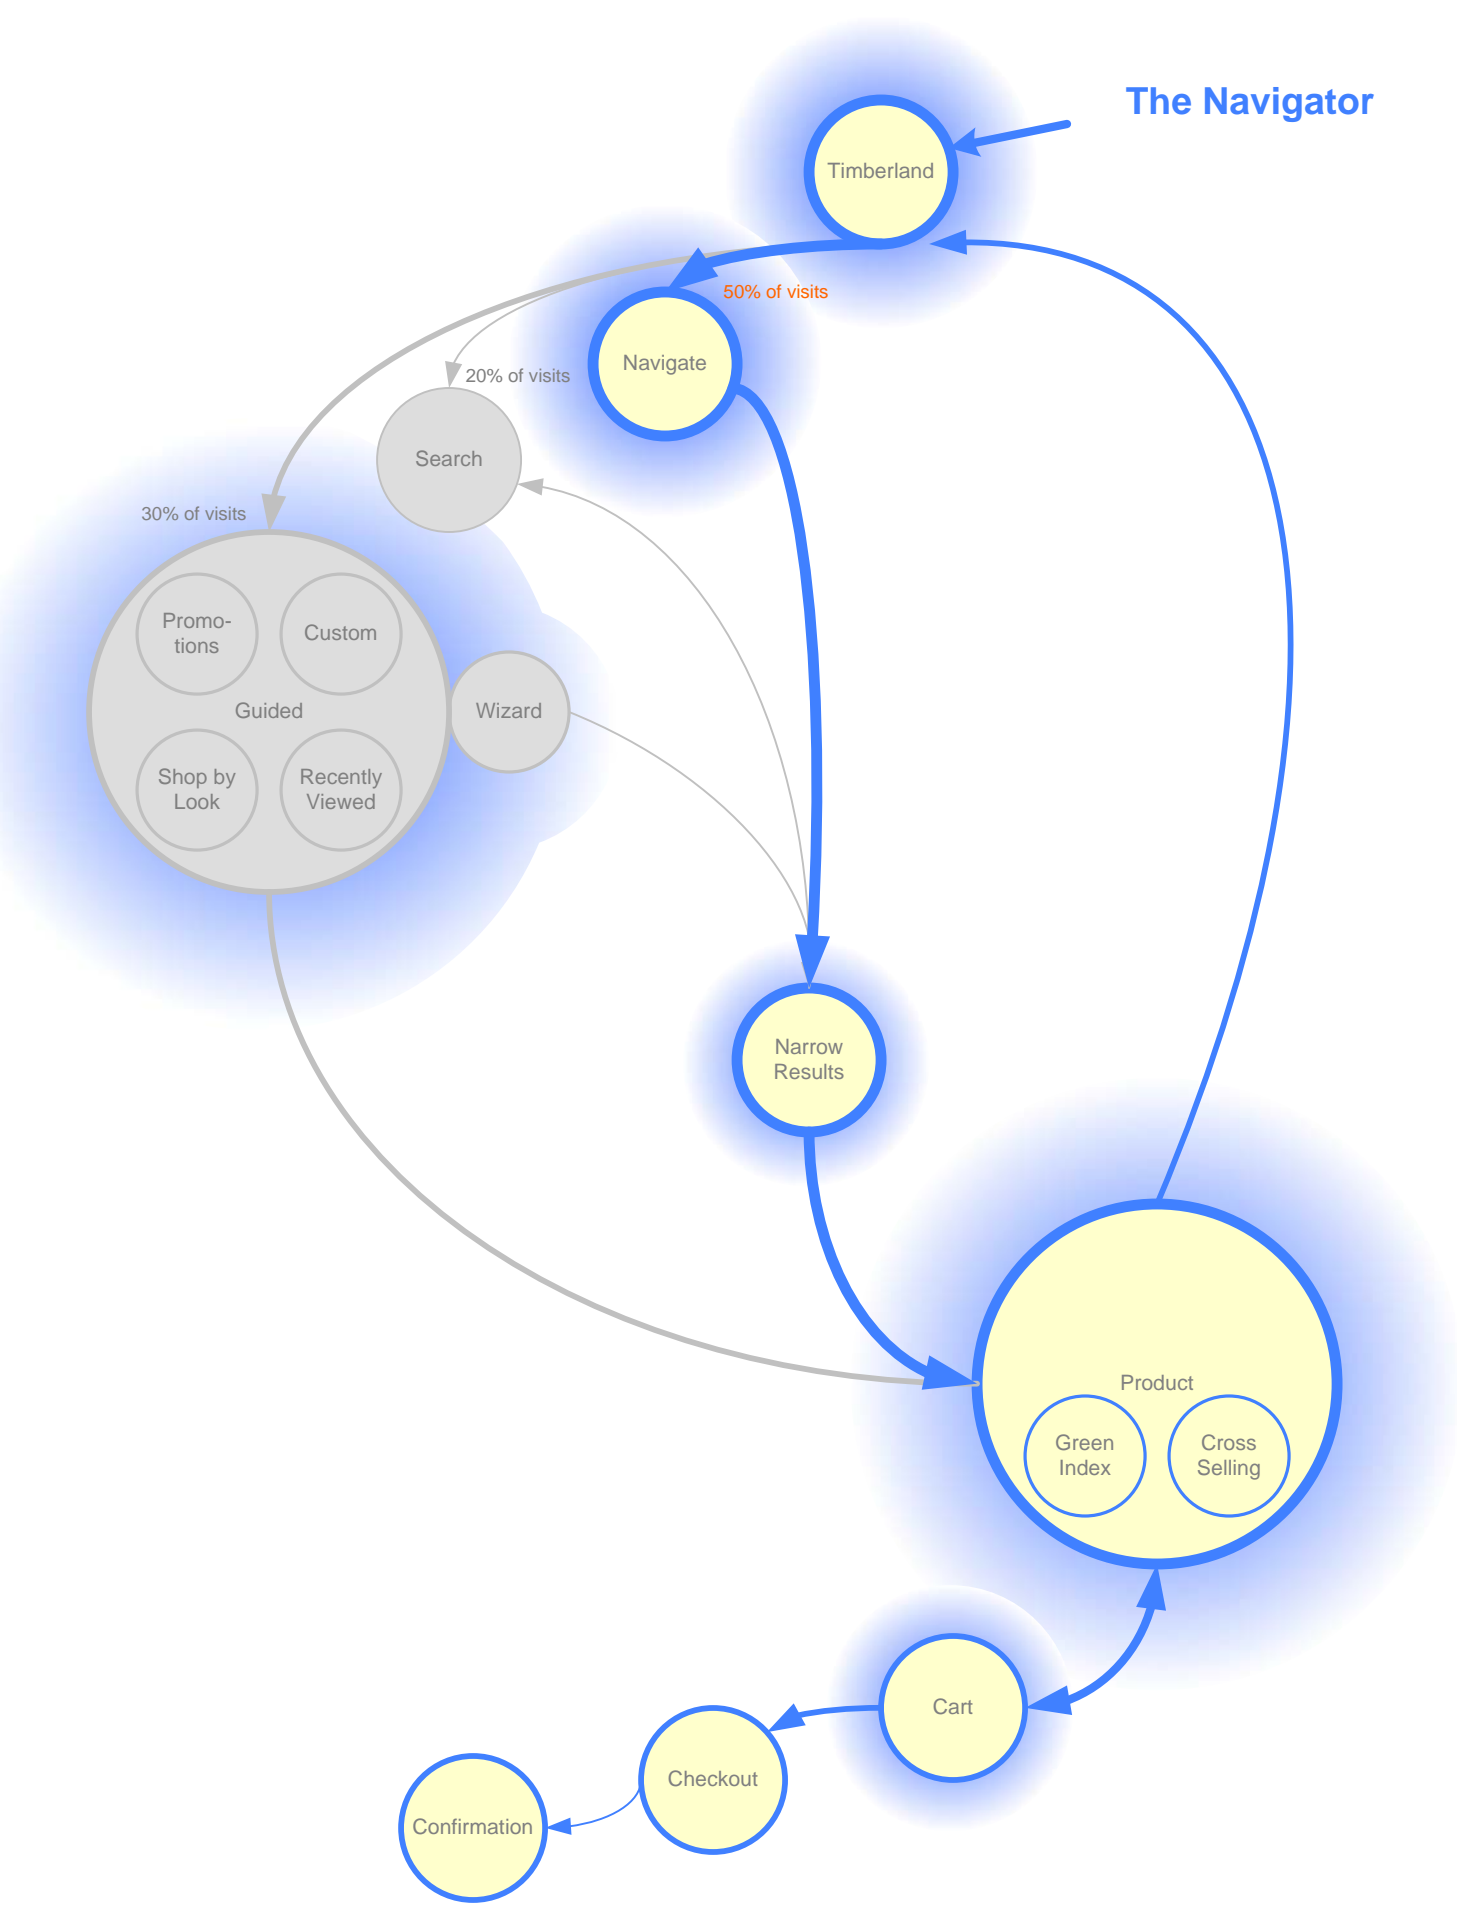 The Navigator
Timberland
50% of visits
Navigate
20% of visits
Search
30% of visits
Promo-
tions
Custom
Guided
Wizard
Shop by
Look
Recently
Viewed
Narrow
Results
Product
Green
Index
Cross
Selling
Cart
Checkout
Confirmation